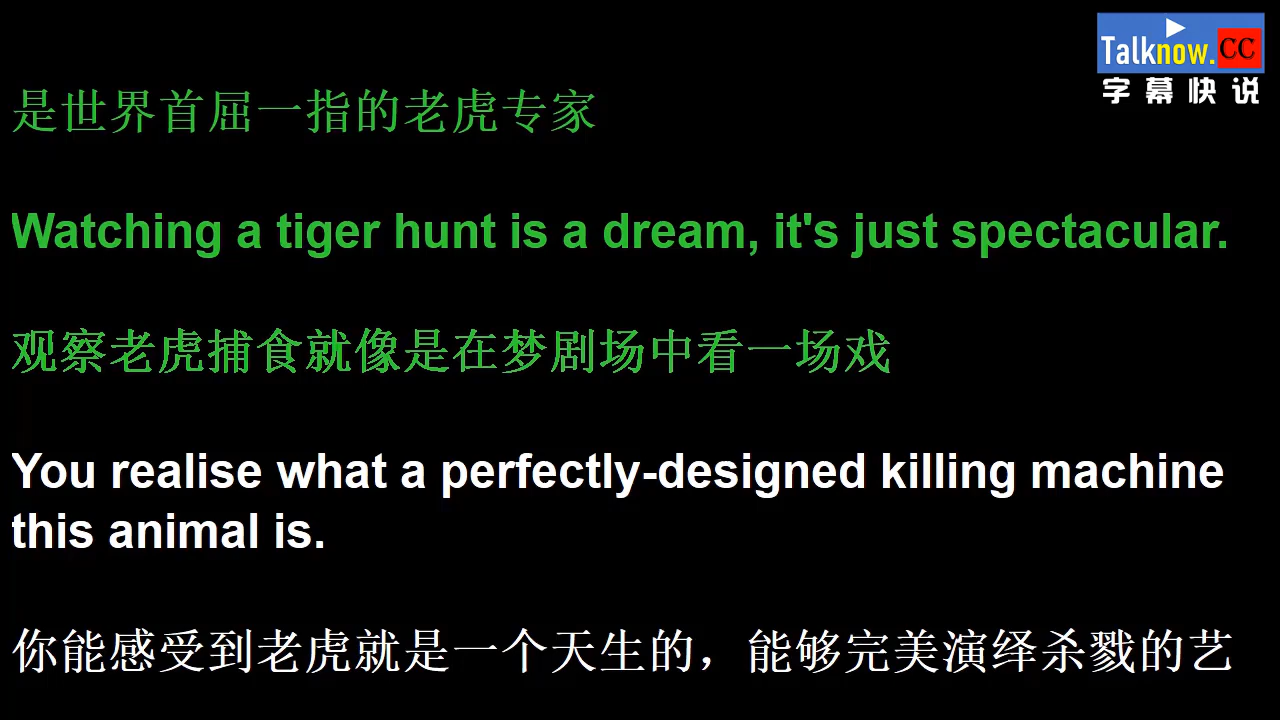 Talknow.CC
字幕快说
是世界首屈一指的老虎专家
Watching a tiger hunt is a dream, it's just spectacular.
观察老虎捕食就像是在梦剧场中看一场戏
You realise what a perfectly-designed killing machine
this animal is.
你能感受到老虎就是一个天生的，能够完美演绎杀戮的艺